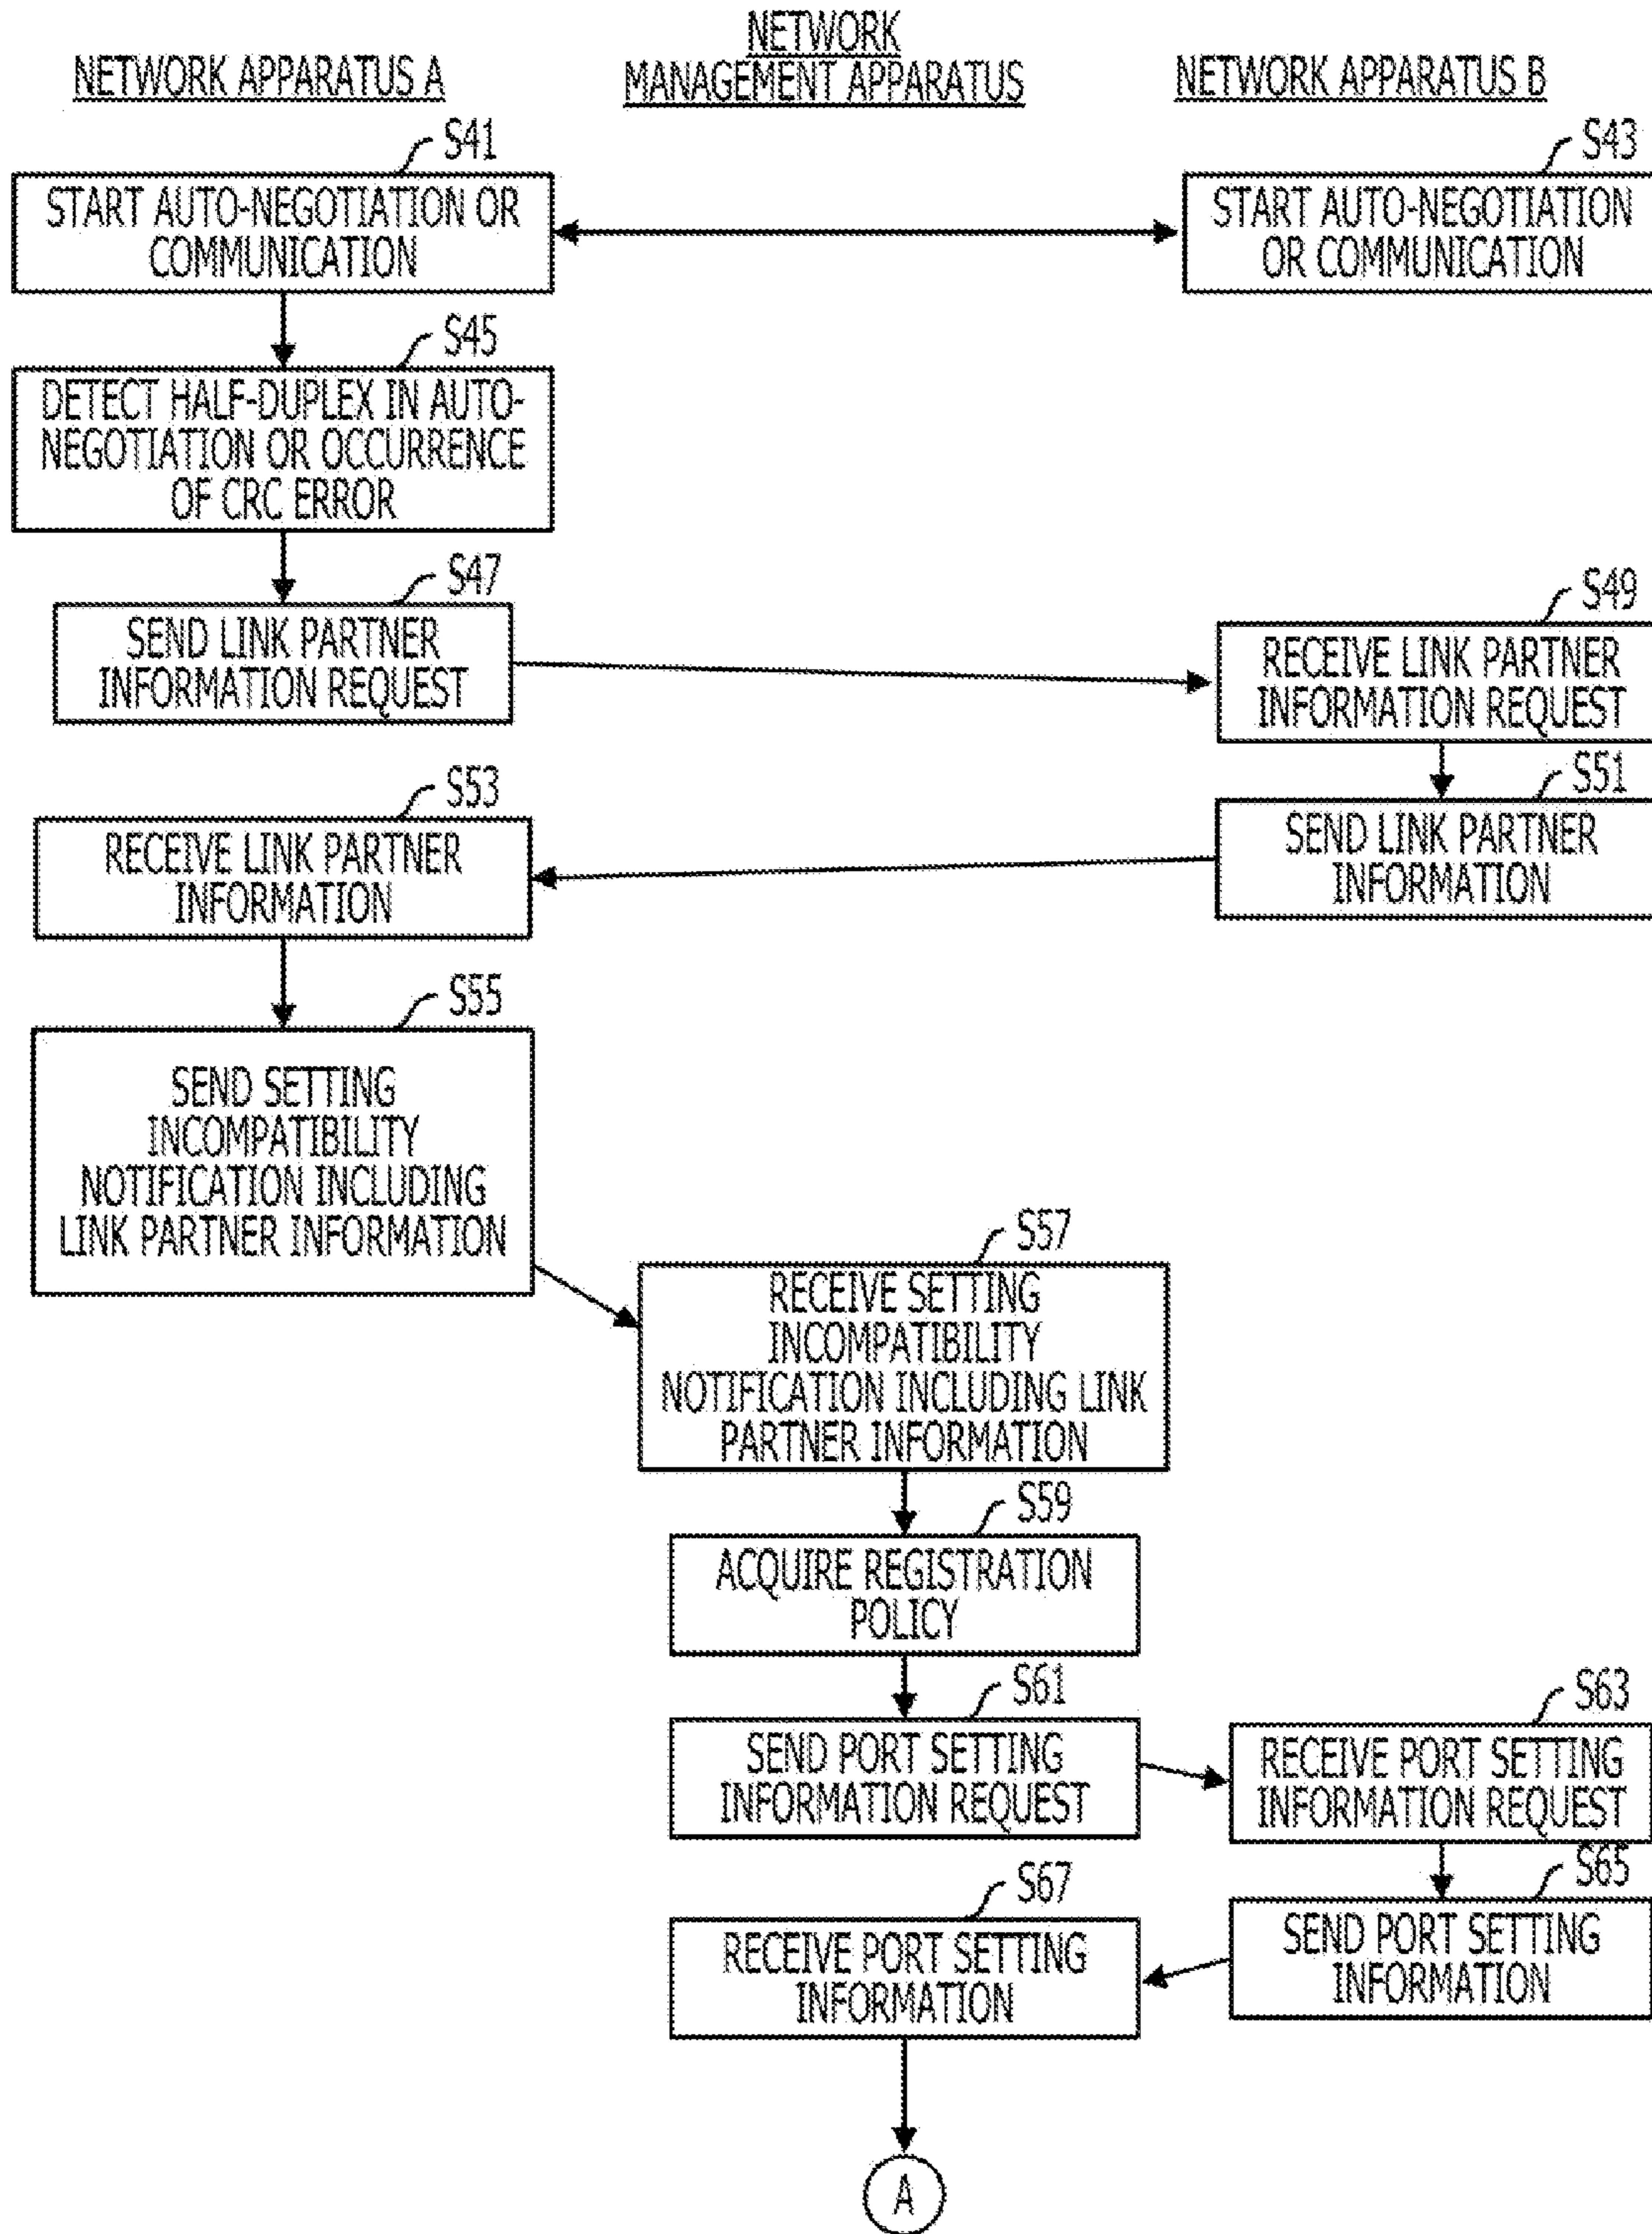 NETWORK APPARATUS A
NETWORK
MANAGEMENT APPARATUS
NETWORK APPARATUS B
S41
START AUTO-NEGOTIATION OR
COMMUNICATION
S43
START AUTO-NEGOTIATION
OR COMMUNICATION
S45
DETECT HALF-DUPLEX IN AUTO-
NEGOTIATION OR OCCURRENCE
OF CRC ERROR
S47
SEND LINK PARTNER
INFORMATION REQUEST
S49
RECEIVE LINK PARTNER
INFORMATION REQUEST
S51
SEND LINK PARTNER
INFORMATION
S53
RECEIVE LINK PARTNER
INFORMATION
S55
SEND SETTING
INCOMPATIBILITY
NOTIFICATION INCLUDING
LINK PARTNER INFORMATION
S57
RECEIVE SETTING
INCOMPATIBILITY
NOTIFICATION INCLUDING LINK
PARTNER INFORMATION
S59
ACQUIRE REGISTRATION
POLICY
S61
SEND PORT SETTING
INFORMATION REQUEST
S63
RECEIVE PORT SETTING
INFORMATION REQUEST
S65
SEND PORT SETTING
INFORMATION
S67
RECEIVE PORT SETTING
INFORMATION
A